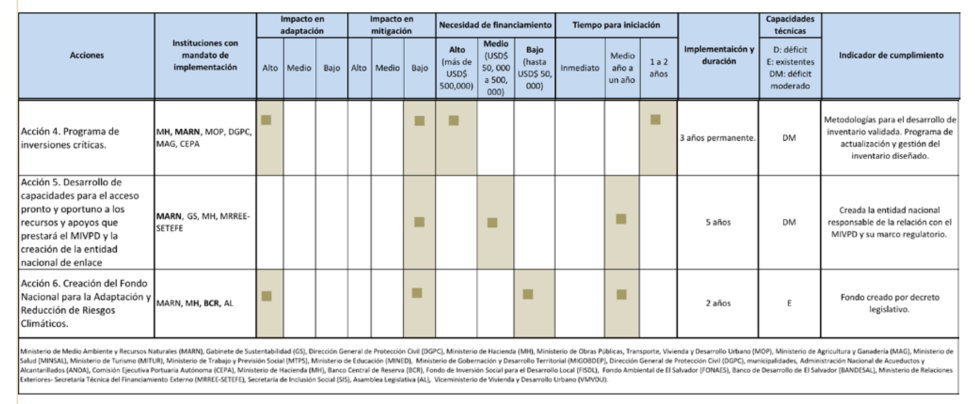 Acciones
Instituciones con
mandato de
implementación
Impacto en
adaptación
Alto
Medio
Bajo
Impacto en
mitigación
Alto
Medio
Bajo
Necesidad de financiamiento
Alto
(más de
USD$
500,000)
Medio
(USD$
50, 000
a 500,
000)
Bajo
(hasta
USD$ 50,
000)
Tiempo para iniciación
Inmediato
Medio
año a
un año
1 a 2
años
Implementaicón y
duración
Capacidades
técnicas
D: déficit
E: existentes
DM: déficit
moderado
Indicador de cumplimiento
Acción 4. Programa de
inversiones críticas.
MH, MARN, MOP, DGPC,
MAG, CEPA
3 años permanente.
DM
Metodologías para el desarrollo de
inventario validada. Programa de
actualización y gestión del
inventario diseñado.
Acción 5. Desarrollo de
capacidades para el acceso
pronto y oportuno a los
recursos y apoyos que
prestará el MIVPD y la
creación de la entidad
nacional de enlace
MARN, GS, MH, MRREE-
SETEFE
5 años
DM
Creada la entidad nacional
responsable de la relación con el
MIVPD y su marco regulatorio.
Acción 6. Creación del Fondo
Nacional para la Adaptación y
Reducción de Riesgos
Climáticos.
MARN, MH, BCR, AL
2 años
E
Fondo creado por decreto
legislativo.
Ministerio de Medio Ambiente y Recursos Naturales (MARN), Gabinete de Sustentabilidad (GS), Dirección General de Protección Civil (DGPC), Ministerio de Hacienda (MH), Ministerio de Obras Públicas, Transporte, Vivienda y Desarrollo Urbano (MOP), Ministerio de Agricultura y Ganadería (MAG), Ministerio de
Salud (MINSAL), Ministerio de Turismo (MITUR), Ministerio de Trabajo y Previsión Social (MTPS), Ministerio de Educación (MINED), Ministerio de Gobernación y Desarrollo Territorial (MIGOBDEP), Dirección General de Protección Civil (DGPC), municipalidades, Administración Nacional de Acueductos y
Alcantarillados (ANDA), Comisión Ejecutiva Portuaria Autónoma (CEPA), Ministerio de Hacienda (MH), Banco Central de Reserva (BCR), Fondo de Inversión Social para el Desarrollo Local (FISDL), Fondo Ambiental de El Salvador (FONAES), Banco de Desarrollo de El Salvador (BANDESAL), Ministerio de Relaciones
Exteriores- Secretaría Técnica del Financiamiento Externo (MRREE-SETEFE), Secretaría de Inclusión Social (SIS), Asamblea Legislativa (AL), Viceministerio de Vivienda y Desarrollo Urbano (VMVDU).